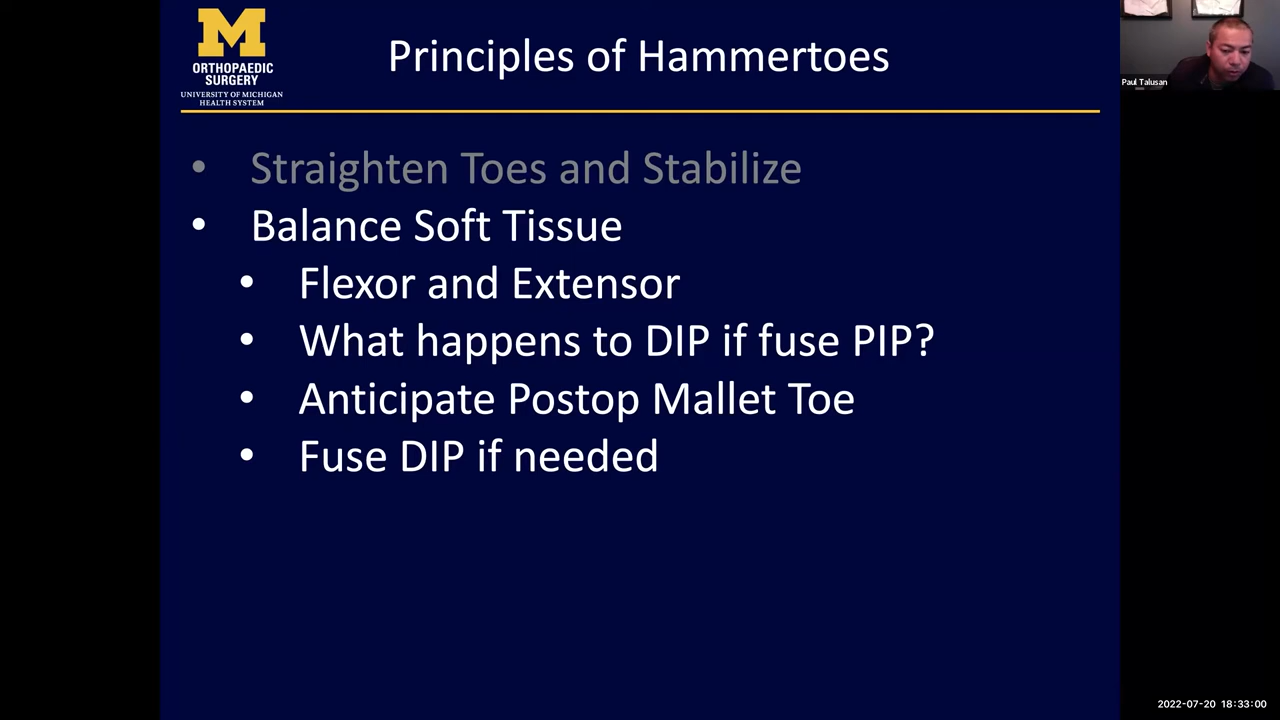 M
ORTHOPAEDIC
SURGERY
UNIVERSITY OF MICHIGAN
HEALTH SYSTEM
Principles of Hammertoes
Paul Talusan
• Straighten Toes and Stabilize
• Balance Soft Tissue
• Flexor and Extensor
• What happens to DIP if fuse PIP?
• Anticipate Postop Mallet Toe
• Fuse DIP if needed
2022-07-20 18:33:00